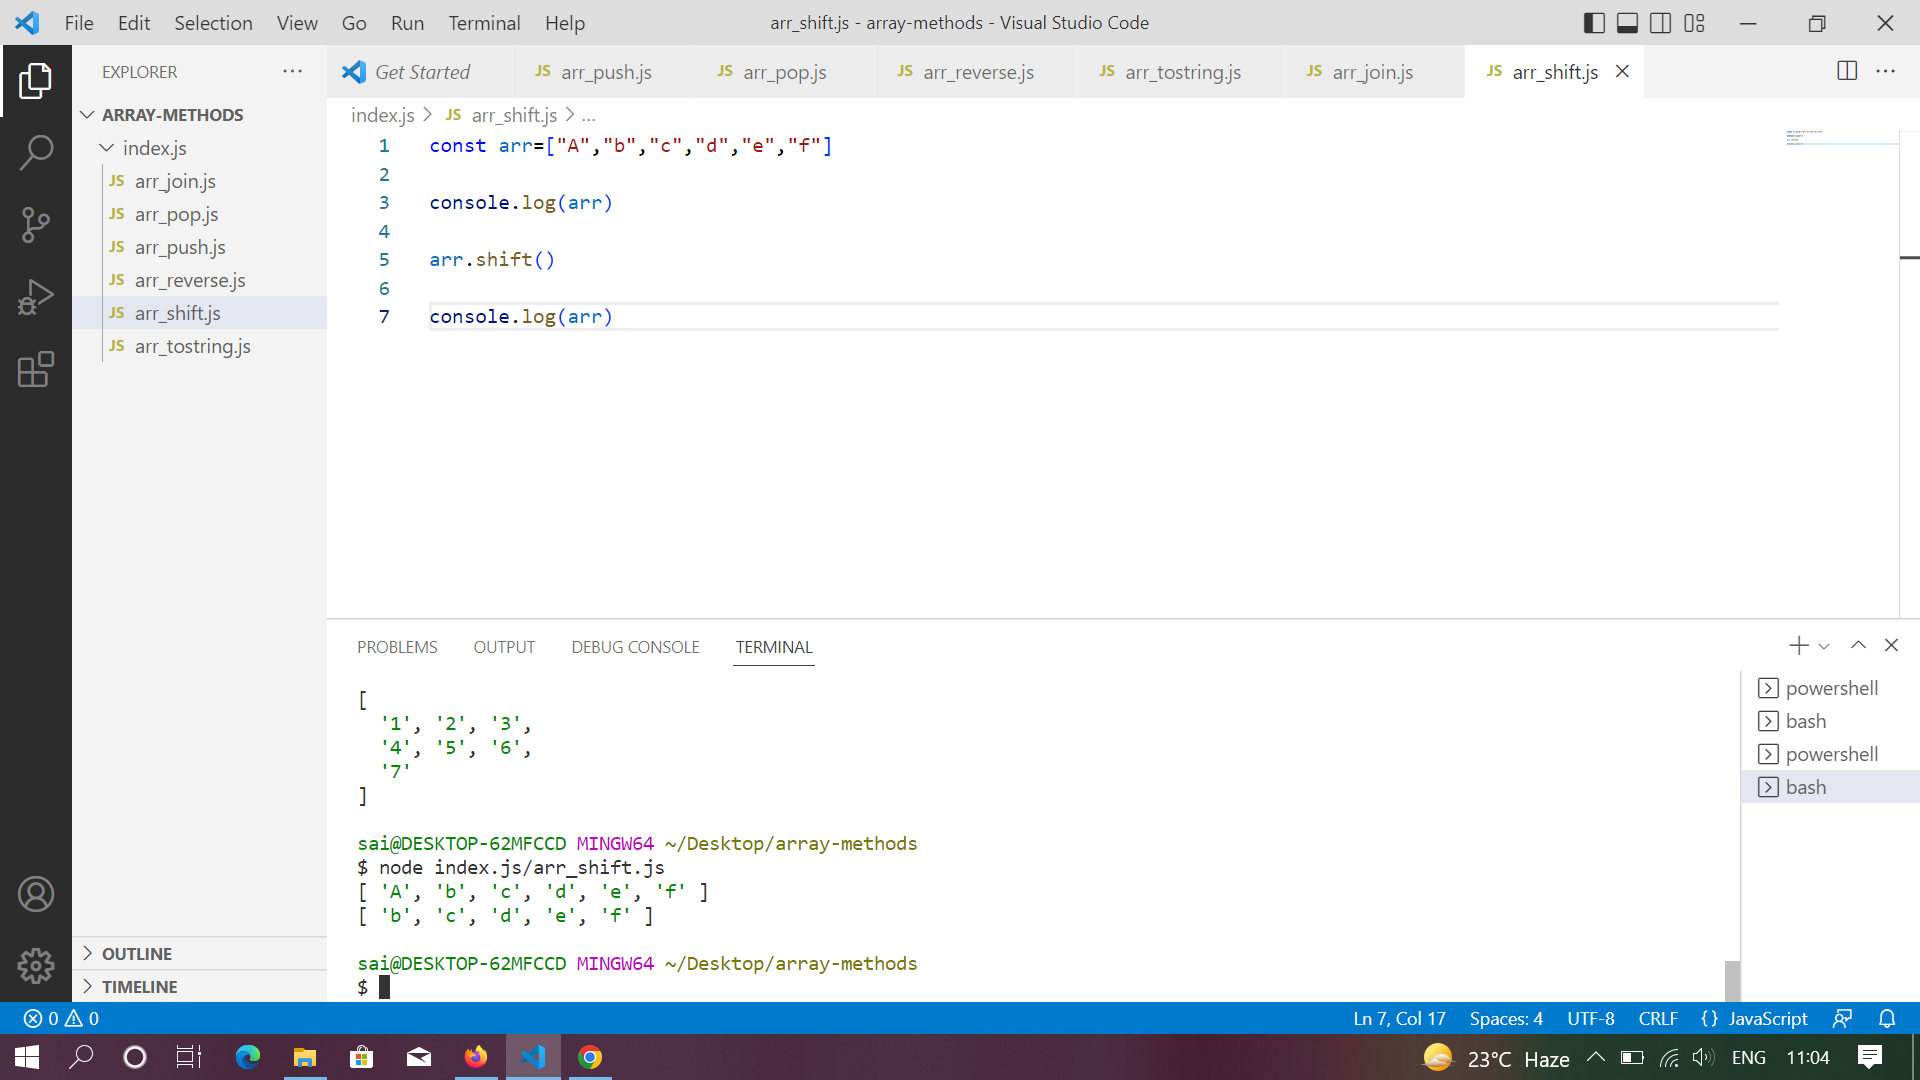 File Edit Selection View Go Run Terminal Help
arr_shift.js - array-methods - Visual Studio Code
EXPLORER
Get Started
JS arr_push.js
JS arr_pop.js
JS arr_reverse.js
JS arr_tostring.js
JS arr_join.js
JS arr_shift.js
ARRAY-METHODS
index.js
JS arr_join.js
JS arr_pop.js
JS arr_push.js
JS arr_reverse.js
JS arr_shift.js
JS arr_tostring.js
index.js > JS arr_shift.js > ...
1 const arr=["A","b","c","d","e","f"]
2
3 console.log(arr)
4
5 arr.shift()
6
7 console.log(arr)
PROBLEMS OUTPUT DEBUG CONSOLE TERMINAL
[
'1', '2', '3',
'4', '5', '6',
'7'
]
sai@DESKTOP-62MFCCD MINGW64 ~/Desktop/array-methods
$ node index.js/arr_shift.js
[ 'A', 'b', 'c', 'd', 'e', 'f' ]
[ 'b', 'c', 'd', 'e', 'f' ]
sai@DESKTOP-62MFCCD MINGW64 ~/Desktop/array-methods
$
powershell
bash
powershell
bash
OUTLINE
TIMELINE
0 0
Ln 7, Col 17 Spaces: 4 UTF-8 CRLF {} JavaScript
23°C Haze ENG 11:04